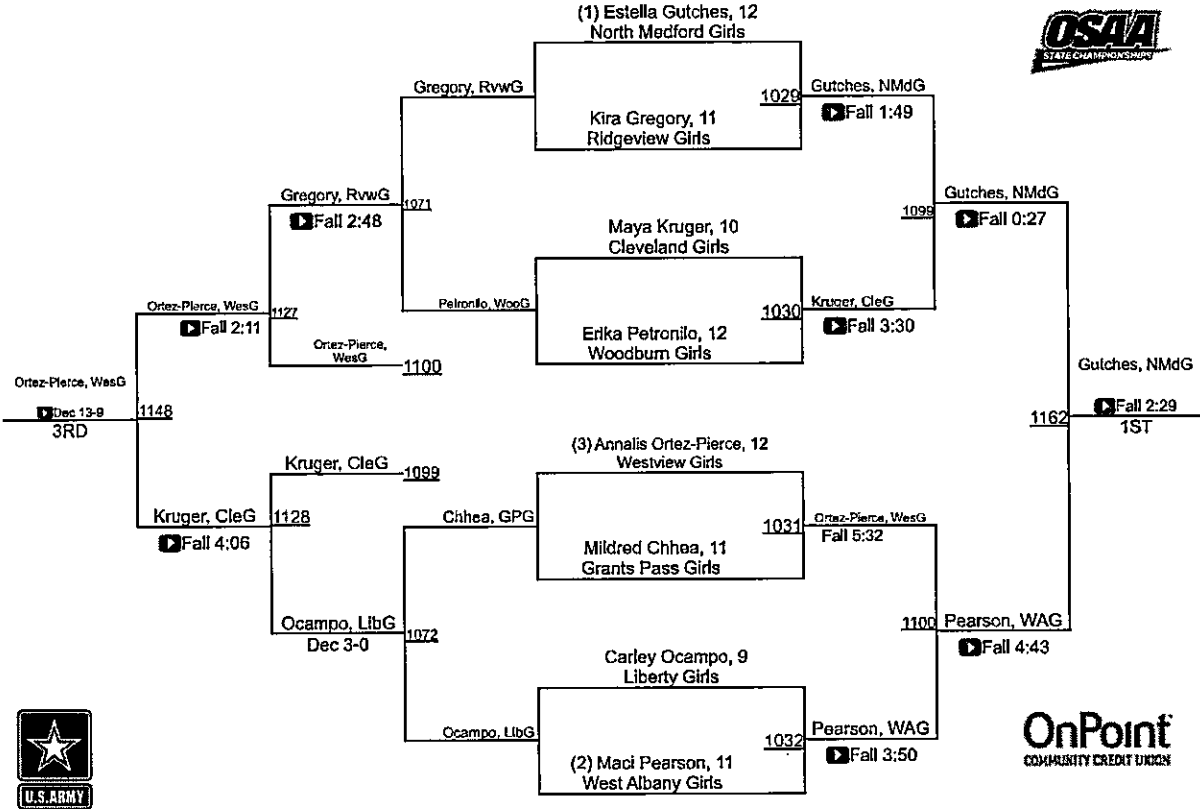 (1) Estella Gutches, 12
North Medford Girls
OSAA
STATE CHAMPIONSHIPS
Gregory, RvwG
1029
Gutches, NMdG
Fall 1:49
Kira Gregory, 11
Ridgeview Girls
Gregory, RvwG
1071
Fall 2:48
1099
Gutches, NMdG
Fall 0:27
Maya Kruger, 10
Cleveland Girls
Ortez-Pierce, WesG
1127
Fall 2:11
Petronilo, WooG
1030
Kruger, CleG
Fall 3:30
Erika Petronilo, 12
Woodburn Girls
Ortez-Pierce,
WesG
1100
Ortez-Pierce, WesG
Dec 13-9
3RD
1148
Gutches, NMdG
1162
Fall 2:29
1ST
Kruger, CleG
1099
(3) Annalis Ortez-Pierce, 12
Westview Girls
Kruger, CleG
1128
Fall 4:06
Chhea, GPG
1031
Ortez-Pierce, WesG
Fall 5:32
Mildred Chhea, 11
Grants Pass Girls
Ocampo, LibG
1072
Dec 3-0
1100
Pearson, WAG
Fall 4:43
Carley Ocampo, 9
Liberty Girls
Ocampo, LibG
1032
Pearson, WAG
Fall 3:50
(2) Maci Pearson, 11
West Albany Girls
U.S.ARMY
OnPoint
COMMUNITY CREDIT UNION